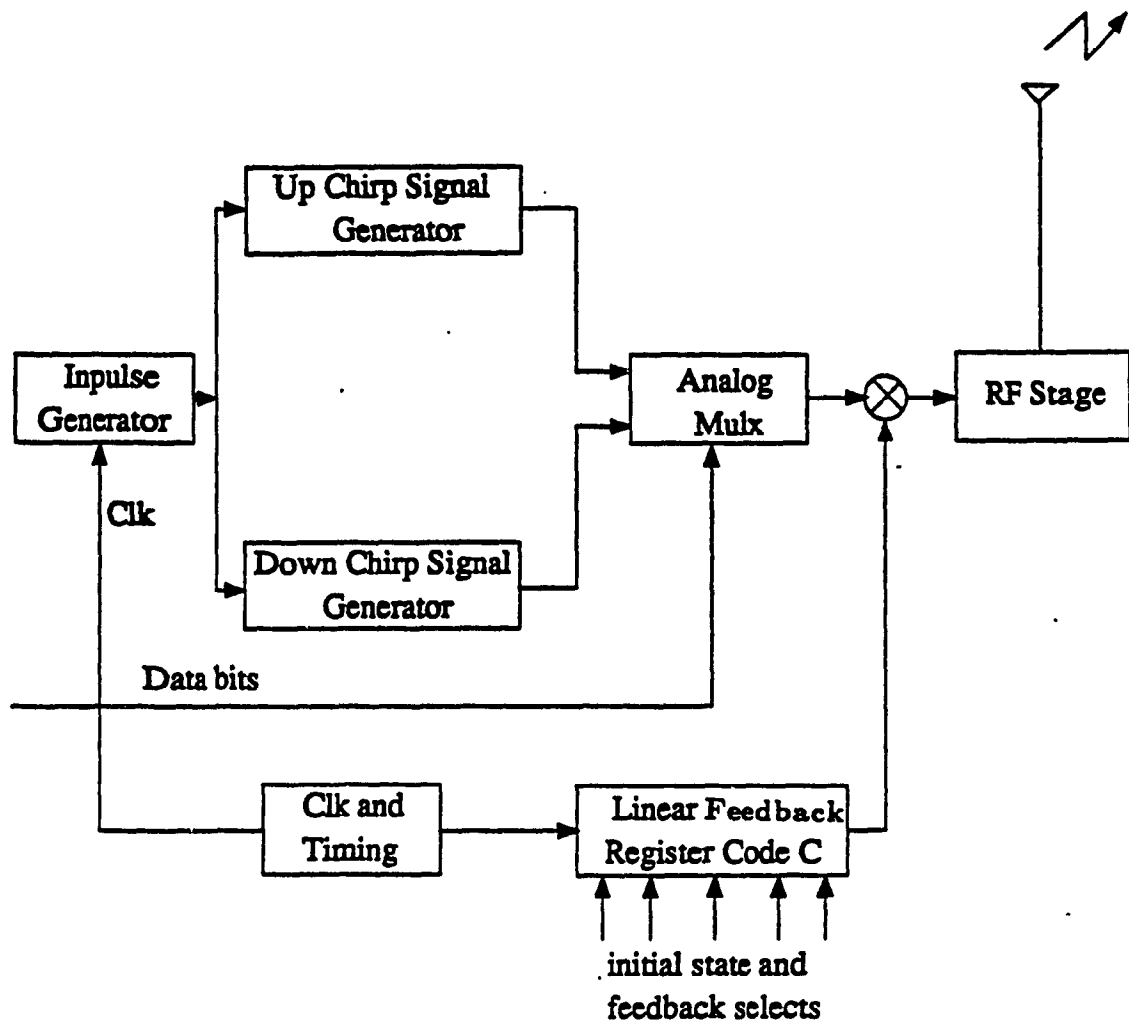 Up Chirp Signal
Generator
Inpulse
Generator
Analog
Mulx
RF Stage
Clk
Down Chirp Signal
Generator
Data bits
Clk and
Timing
Linear Feedback
Register Code C
initial state and
feedback selects